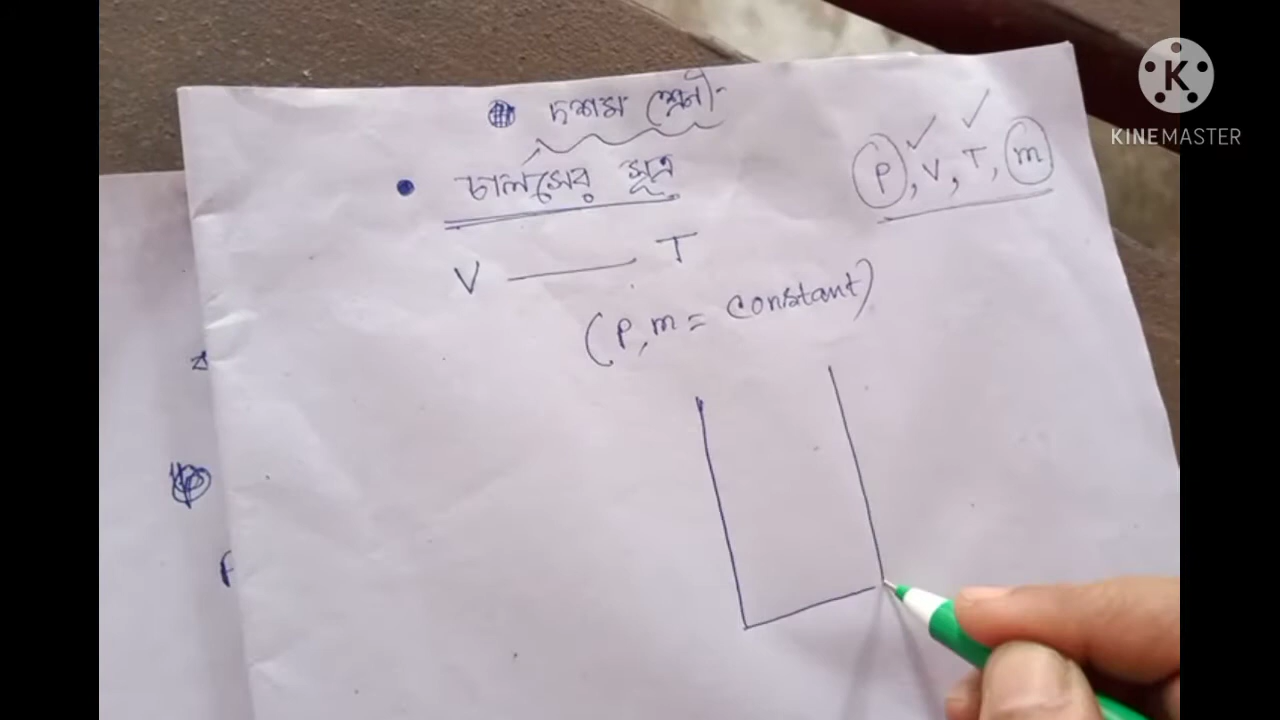 দশম শ্রেণী-
চার্লসের সূত্র
P, V, T, m
V —— T
(P, m = constant)
KINEMASTER